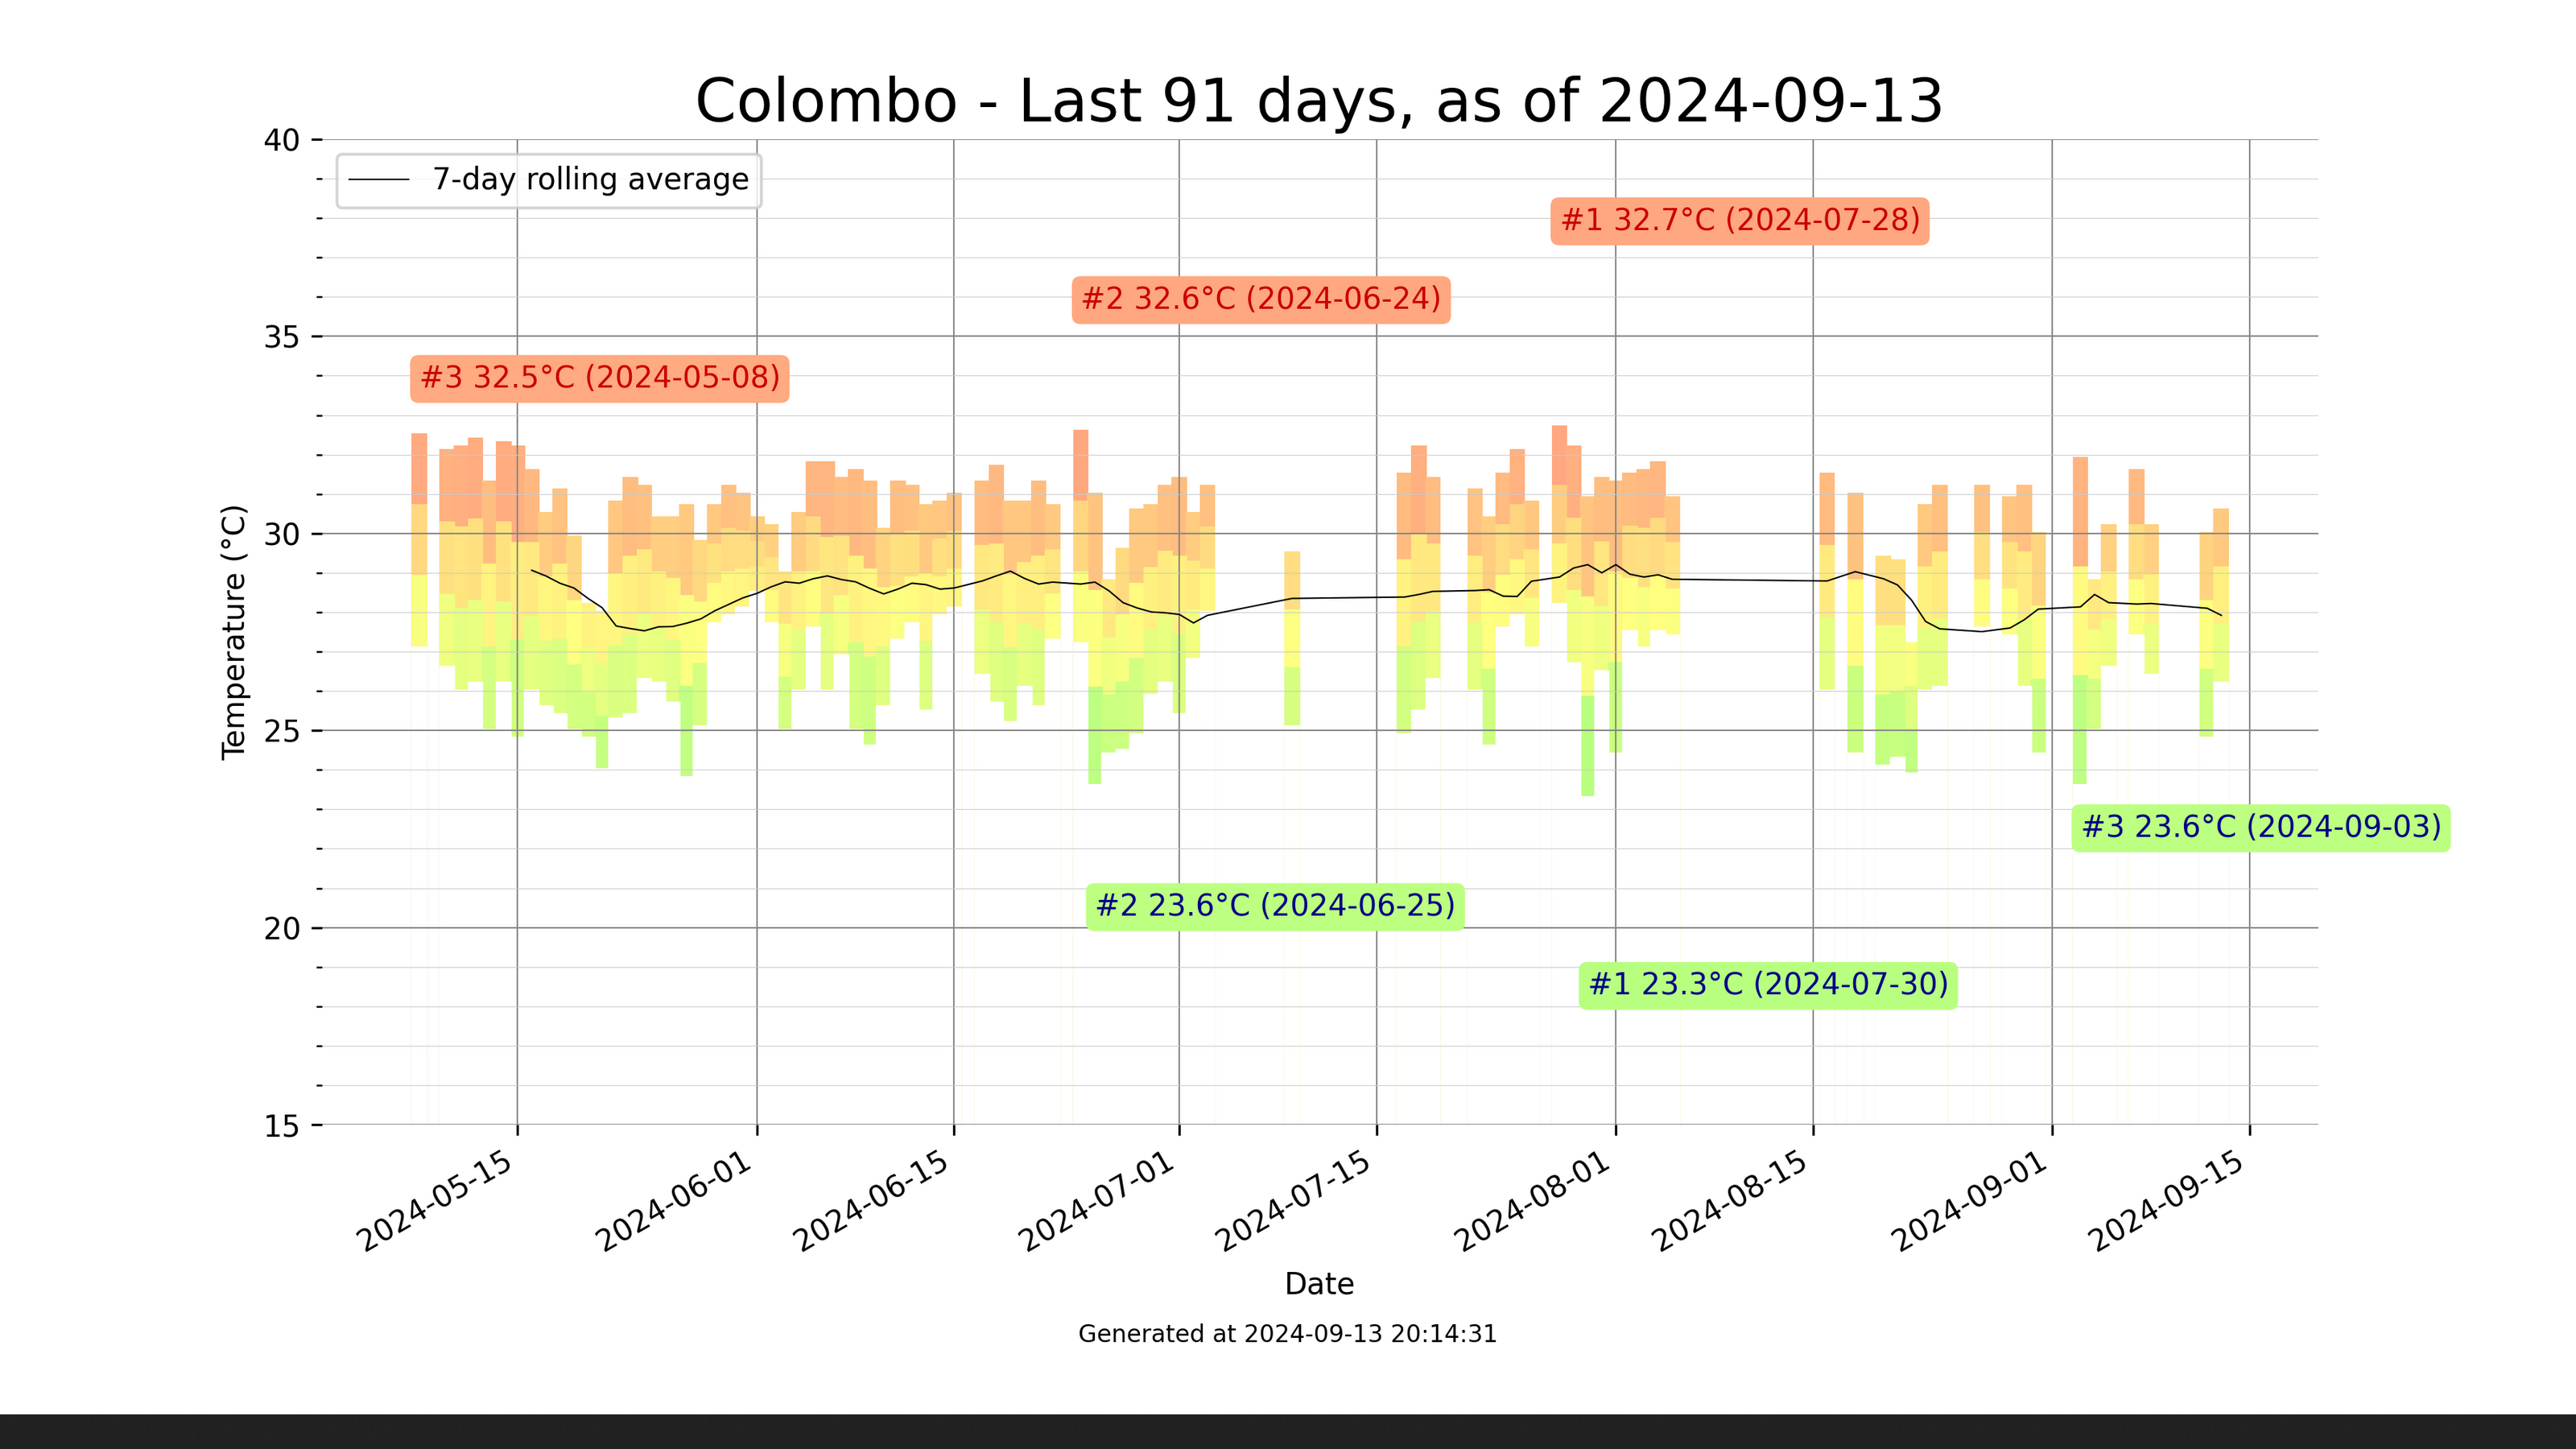 Colombo - Last 91 days, as of 2024-09-13
40
7-day rolling average
#1 32.7°C (2024-07-28)
#2 32.6°C (2024-06-24)
35
#3 32.5°C (2024-05-08)
30
Temperature (°C)
25
#3 23.6°C (2024-09-03)
#2 23.6°C (2024-06-25)
20
#1 23.3°C (2024-07-30)
15
2024-05-15
2024-06-01
2024-06-15
2024-07-01
2024-07-15
2024-08-01
2024-08-15
2024-09-01
2024-09-15
Date
Generated at 2024-09-13 20:14:31